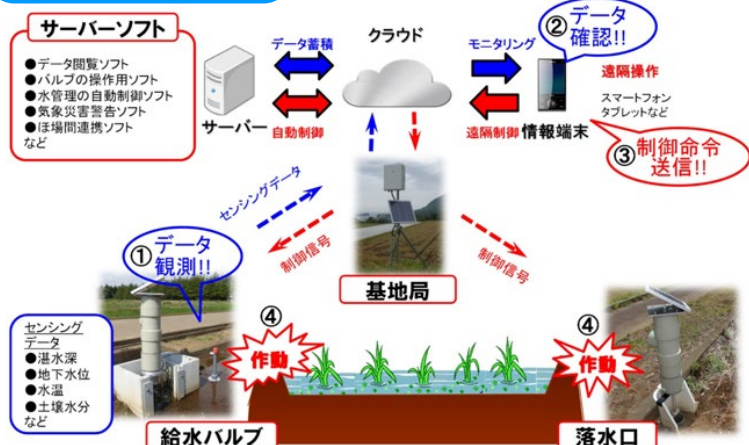 サーバーソフト
●データ閲覧ソフト
●バルブの操作用ソフト
●水管理の自動制御ソフト
●気象災害警告ソフト
●ほ場間連携ソフト
など
サーバー
データ蓄積
自動制御
クラウド
モニタリング
遠隔制御
情報端末
②データ
確認!!
遠隔操作
スマートフォン
タブレットなど
③制御命令
送信!!
センシングデータ
制御信号
制御信号
基地局
①データ
観測!!
センシング
データ
●湛水深
●地下水位
●水温
●土壌水分
など
④
作動
④
作動
給水バルブ
落水口